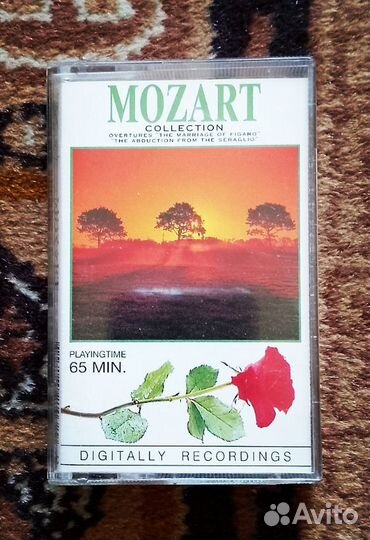 MOZART
COLLECTION
OVERTURES "THE MARRIAGE OF FIGARO"
"THE ABDUCTION FROM THE SERAGLIO"
PLAYINGTIME
65 MIN.
DIGITALLY RECORDINGS
Avito